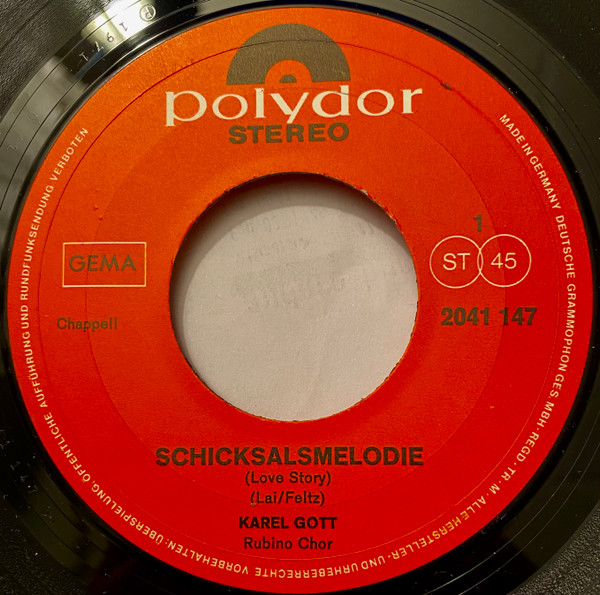 ℗ 1971
polydor
STEREO
GEMA
Chappell
1
ST 45
2041 147
SCHICKSALSMELODIE
(Love Story)
(Lai/Feltz)
KAREL GOTT
Rubino Chor
MADE IN GERMANY DEUTSCHE GRAMMOPHON GES. MBH · REGD · TR · M · ALLE HERSTELLER- UND URHEBERRECHTE VORBEHALTEN · ÜBERSPIELUNG, ÖFFENTLICHE AUFFÜHRUNG UND RUNDFUNKSENDUNG VERBOTEN